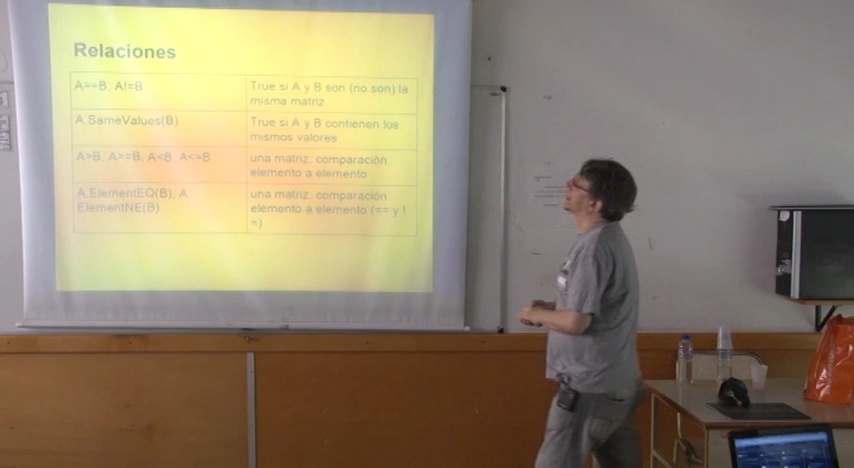 Relaciones
A==B, A!=B
True si A y B son (no son) la
misma matriz
A.SameValues(B)
True si A y B contienen los
mismos valores
A>B, A>=B, A<B, A<=B
una matriz, comparación
elemento a elemento
A.ElementEQ(B), A.
ElementNE(B)
una matriz, comparación
elemento a elemento (== y !
=)